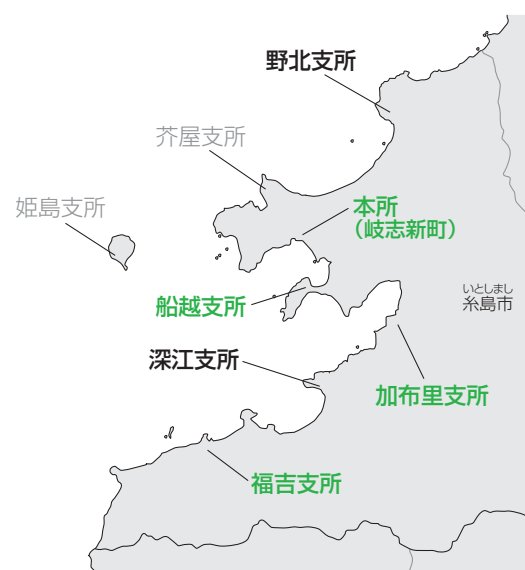 野北支所
芥屋支所
姫島支所
本所
（岐志新町）
いとしまし
糸島市
船越支所
深江支所
加布里支所
福吉支所